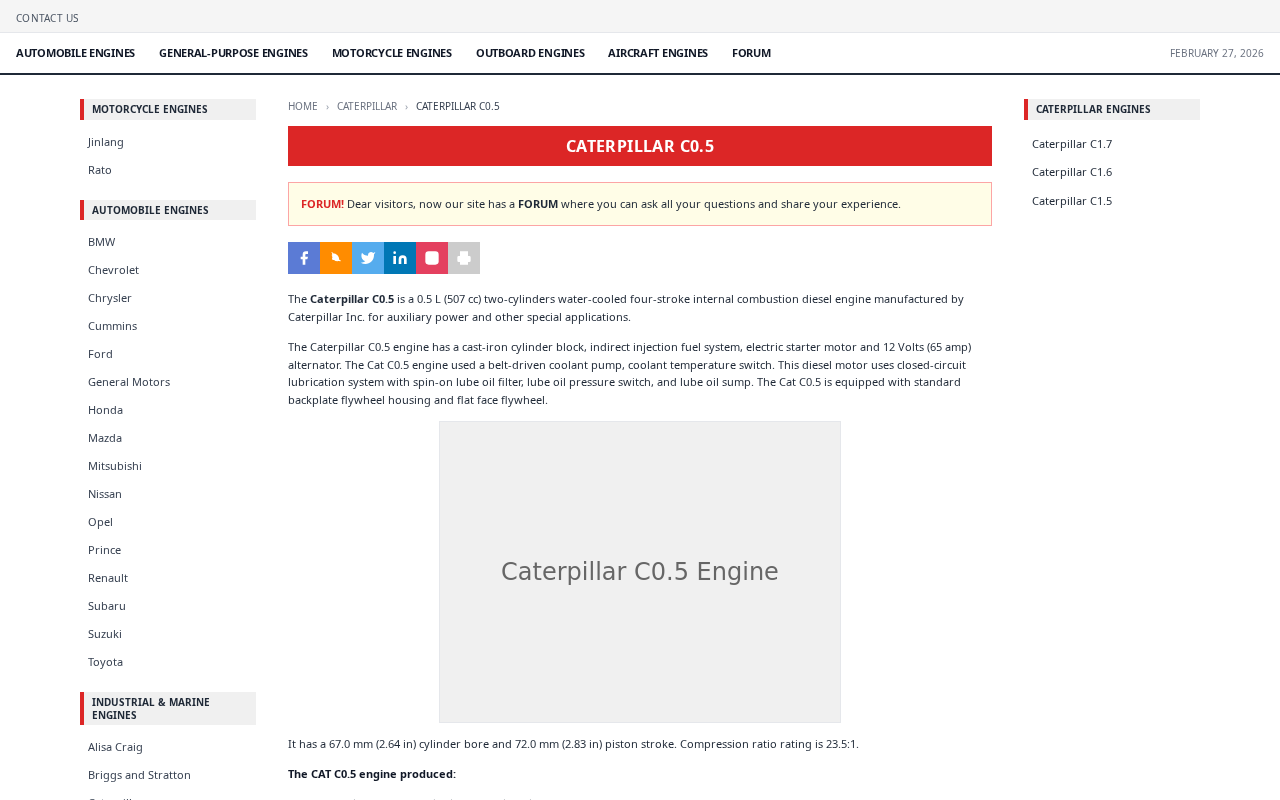 CONTACT US
AUTOMOBILE ENGINES
GENERAL-PURPOSE ENGINES
MOTORCYCLE ENGINES
OUTBOARD ENGINES
AIRCRAFT ENGINES
FORUM
FEBRUARY 27, 2026
MOTORCYCLE ENGINES
Jinlang
Rato
AUTOMOBILE ENGINES
BMW
Chevrolet
Chrysler
Cummins
Ford
General Motors
Honda
Mazda
Mitsubishi
Nissan
Opel
Prince
Renault
Subaru
Suzuki
Toyota
INDUSTRIAL & MARINE
ENGINES
Alisa Craig
Briggs and Stratton
HOME › CATERPILLAR › CATERPILLAR C0.5
CATERPILLAR C0.5
FORUM! Dear visitors, now our site has a FORUM where you can ask all your questions and share your experience.
The Caterpillar C0.5 is a 0.5 L (507 cc) two-cylinders water-cooled four-stroke internal combustion diesel engine manufactured by
Caterpillar Inc. for auxiliary power and other special applications.
The Caterpillar C0.5 engine has a cast-iron cylinder block, indirect injection fuel system, electric starter motor and 12 Volts (65 amp)
alternator. The Cat C0.5 engine used a belt-driven coolant pump, coolant temperature switch. This diesel motor uses closed-circuit
lubrication system with spin-on lube oil filter, lube oil pressure switch, and lube oil sump. The Cat C0.5 is equipped with standard
backplate flywheel housing and flat face flywheel.
Caterpillar C0.5 Engine
It has a 67.0 mm (2.64 in) cylinder bore and 72.0 mm (2.83 in) piston stroke. Compression ratio rating is 23.5:1.
The CAT C0.5 engine produced:
CATERPILLAR ENGINES
Caterpillar C1.7
Caterpillar C1.6
Caterpillar C1.5